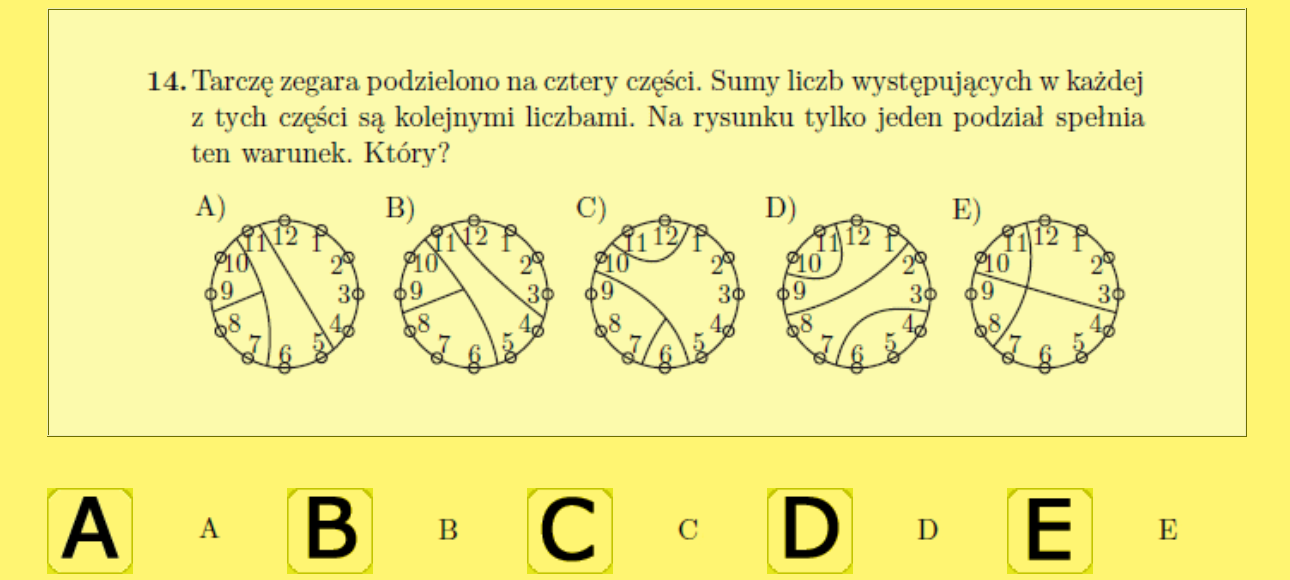 14. Tarczę zegara podzielono na cztery części. Sumy liczb występujących w każdej
z tych części są kolejnymi liczbami. Na rysunku tylko jeden podział spełnia
ten warunek. Który?
A) B) C) D) E)
11 12 1 2 3 4 5 6 7 8 9 10
11 12 1 2 3 4 5 6 7 8 9 10
11 12 1 2 3 4 5 6 7 8 9 10
11 12 1 2 3 4 5 6 7 8 9 10
11 12 1 2 3 4 5 6 7 8 9 10
A A B B C C D D E E